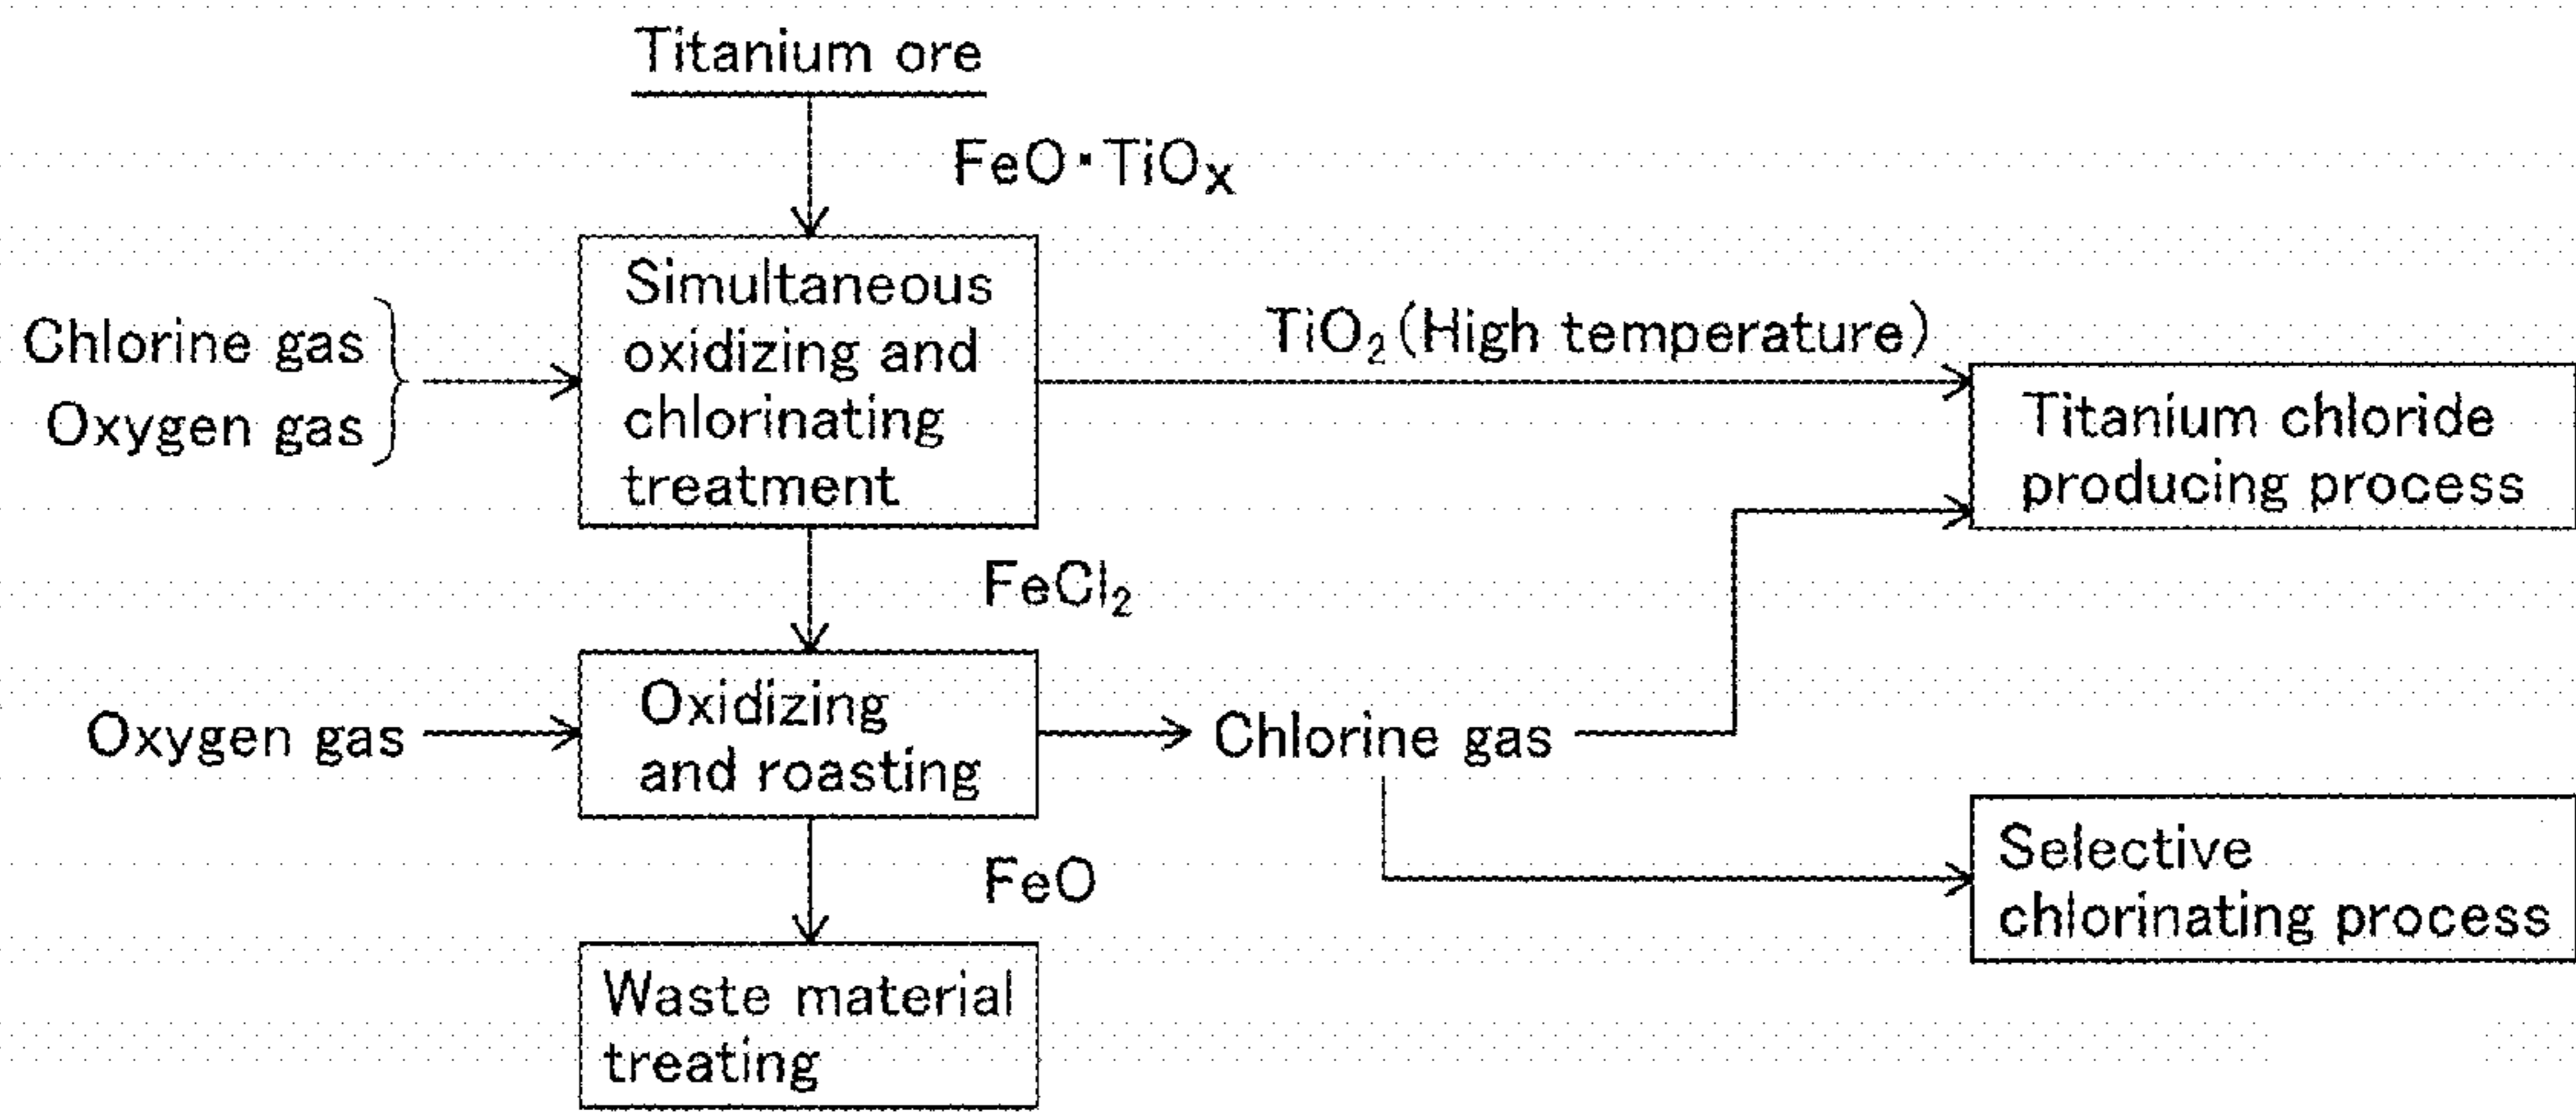 Titanium ore
FeO・TiOₓ
Simultaneous
oxidizing and
chlorinating
treatment
Chlorine gas
Oxygen gas
TiO₂(High temperature)
Titanium chloride
producing process
FeCl₂
Oxidizing
and roasting
Oxygen gas
Chlorine gas
Selective
chlorinating process
FeO
Waste material
treating